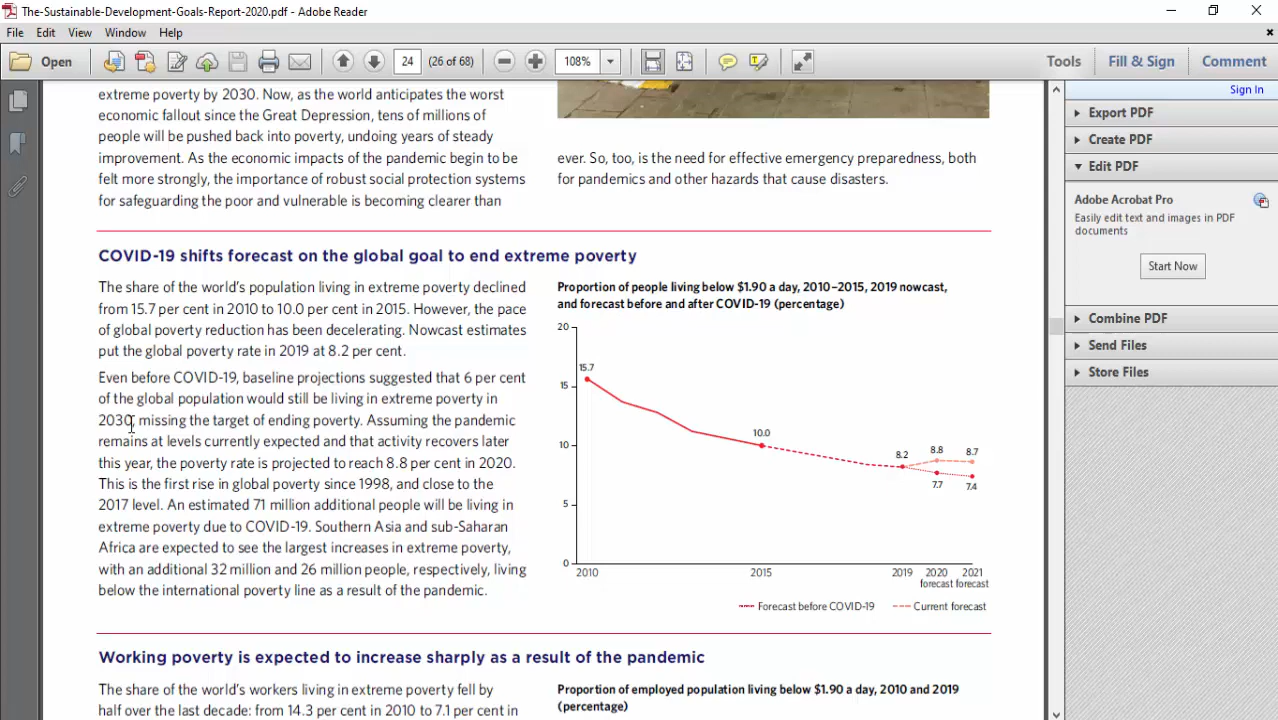 The-Sustainable-Development-Goals-Report-2020.pdf - Adobe Reader
File Edit View Window Help
Open 24 (26 of 68) 108% Tools Fill & Sign Comment
Sign In
Export PDF
Create PDF
Edit PDF
Adobe Acrobat Pro
Easily edit text and images in PDF
documents
Start Now
Combine PDF
Send Files
Store Files
extreme poverty by 2030. Now, as the world anticipates the worst
economic fallout since the Great Depression, tens of millions of
people will be pushed back into poverty, undoing years of steady
improvement. As the economic impacts of the pandemic begin to be
felt more strongly, the importance of robust social protection systems
for safeguarding the poor and vulnerable is becoming clearer than
ever. So, too, is the need for effective emergency preparedness, both
for pandemics and other hazards that cause disasters.
COVID-19 shifts forecast on the global goal to end extreme poverty
The share of the world's population living in extreme poverty declined
from 15.7 per cent in 2010 to 10.0 per cent in 2015. However, the pace
of global poverty reduction has been decelerating. Nowcast estimates
put the global poverty rate in 2019 at 8.2 per cent.
Even before COVID-19, baseline projections suggested that 6 per cent
of the global population would still be living in extreme poverty in
2030, missing the target of ending poverty. Assuming the pandemic
remains at levels currently expected and that activity recovers later
this year, the poverty rate is projected to reach 8.8 per cent in 2020.
This is the first rise in global poverty since 1998, and close to the
2017 level. An estimated 71 million additional people will be living in
extreme poverty due to COVID-19. Southern Asia and sub-Saharan
Africa are expected to see the largest increases in extreme poverty,
with an additional 32 million and 26 million people, respectively, living
below the international poverty line as a result of the pandemic.
Proportion of people living below $1.90 a day, 2010–2015, 2019 nowcast,
and forecast before and after COVID-19 (percentage)
20
15
10
5
0
15.7
10.0
8.2
8.8
8.7
7.7
7.4
2010 2015 2019 2020 2021
forecast forecast
Forecast before COVID-19 Current forecast
Working poverty is expected to increase sharply as a result of the pandemic
The share of the world's workers living in extreme poverty fell by
half over the last decade: from 14.3 per cent in 2010 to 7.1 per cent in
Proportion of employed population living below $1.90 a day, 2010 and 2019
(percentage)